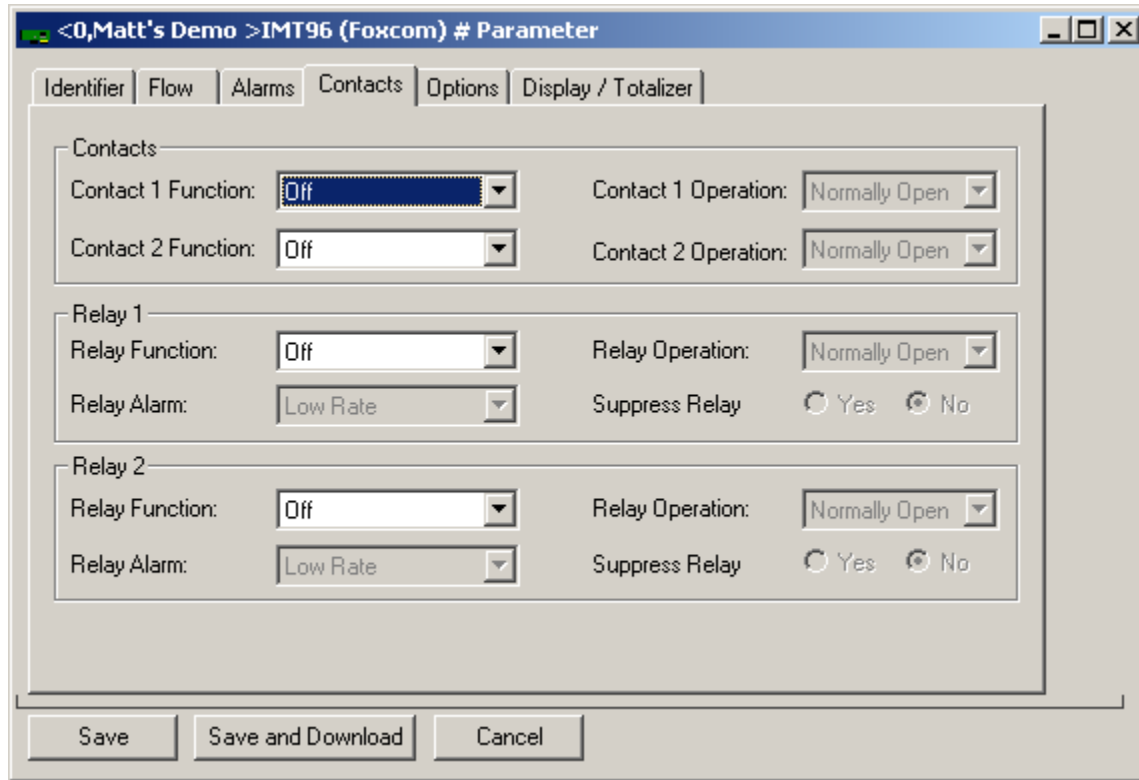 <0,Matt's Demo >IMT96 (Foxcom) # Parameter
Identifier Flow Alarms Contacts Options Display / Totalizer
Contacts
Contact 1 Function: Off Contact 1 Operation: Normally Open
Contact 2 Function: Off Contact 2 Operation: Normally Open
Relay 1
Relay Function: Off Relay Operation: Normally Open
Relay Alarm: Low Rate Suppress Relay Yes No
Relay 2
Relay Function: Off Relay Operation: Normally Open
Relay Alarm: Low Rate Suppress Relay Yes No
Save Save and Download Cancel